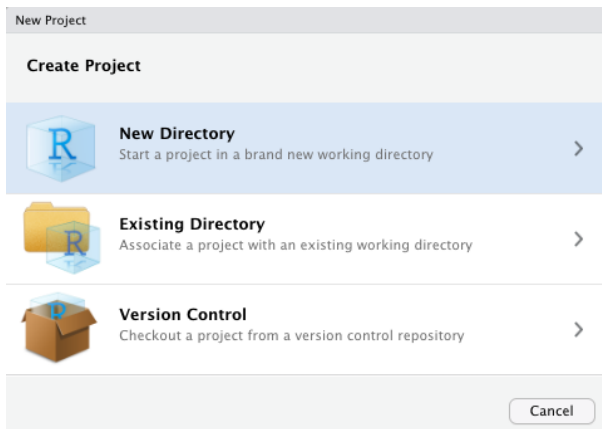 New Project
Create Project
New Directory
Start a project in a brand new working directory
Existing Directory
Associate a project with an existing working directory
Version Control
Checkout a project from a version control repository
Cancel